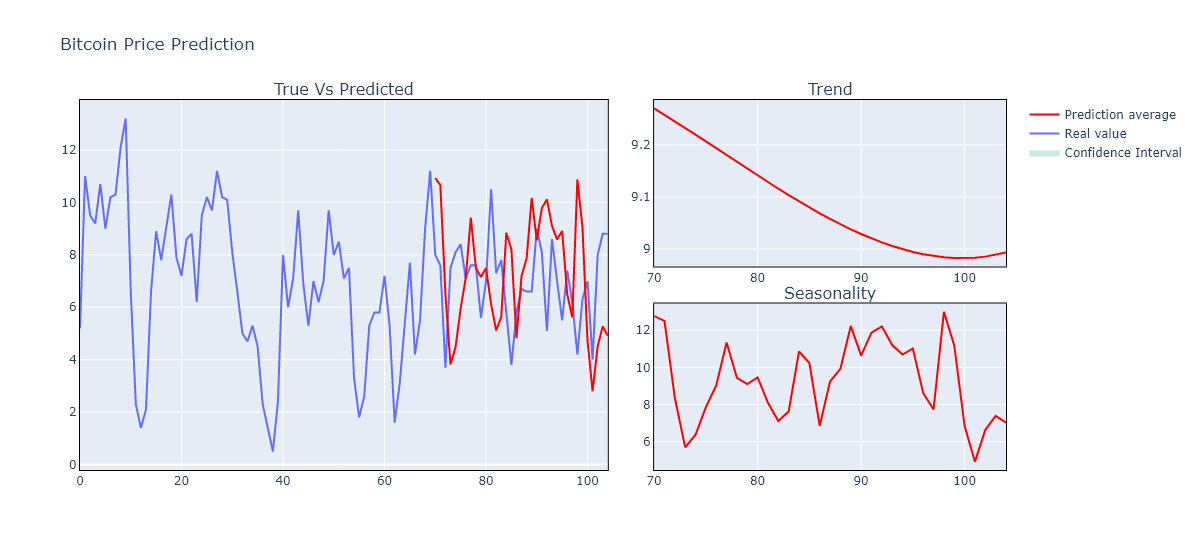 Bitcoin Price Prediction
True Vs Predicted
12
10
8
6
4
2
0
0 20 40 60 80 100
Trend
9.2
9.1
9
70 80 90 100
Seasonality
12
10
8
6
70 80 90 100
Prediction average
Real value
Confidence Interval